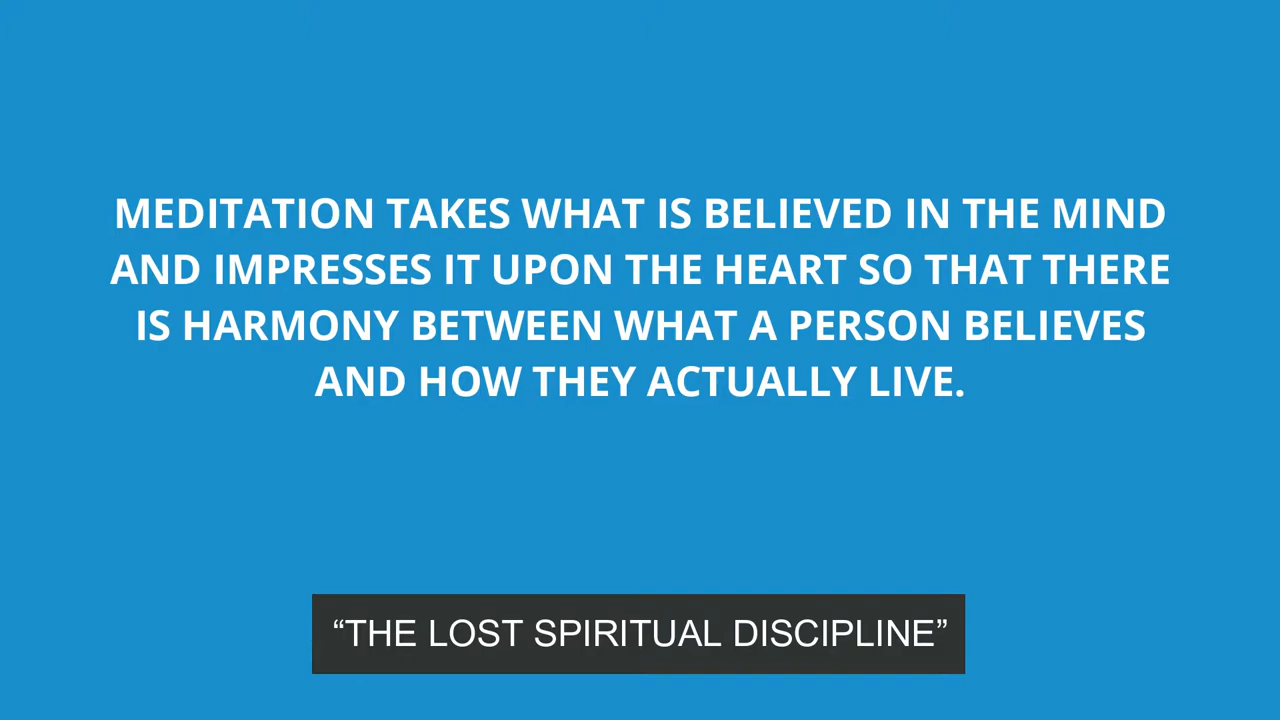 MEDITATION TAKES WHAT IS BELIEVED IN THE MIND
AND IMPRESSES IT UPON THE HEART SO THAT THERE
IS HARMONY BETWEEN WHAT A PERSON BELIEVES
AND HOW THEY ACTUALLY LIVE.
“THE LOST SPIRITUAL DISCIPLINE”